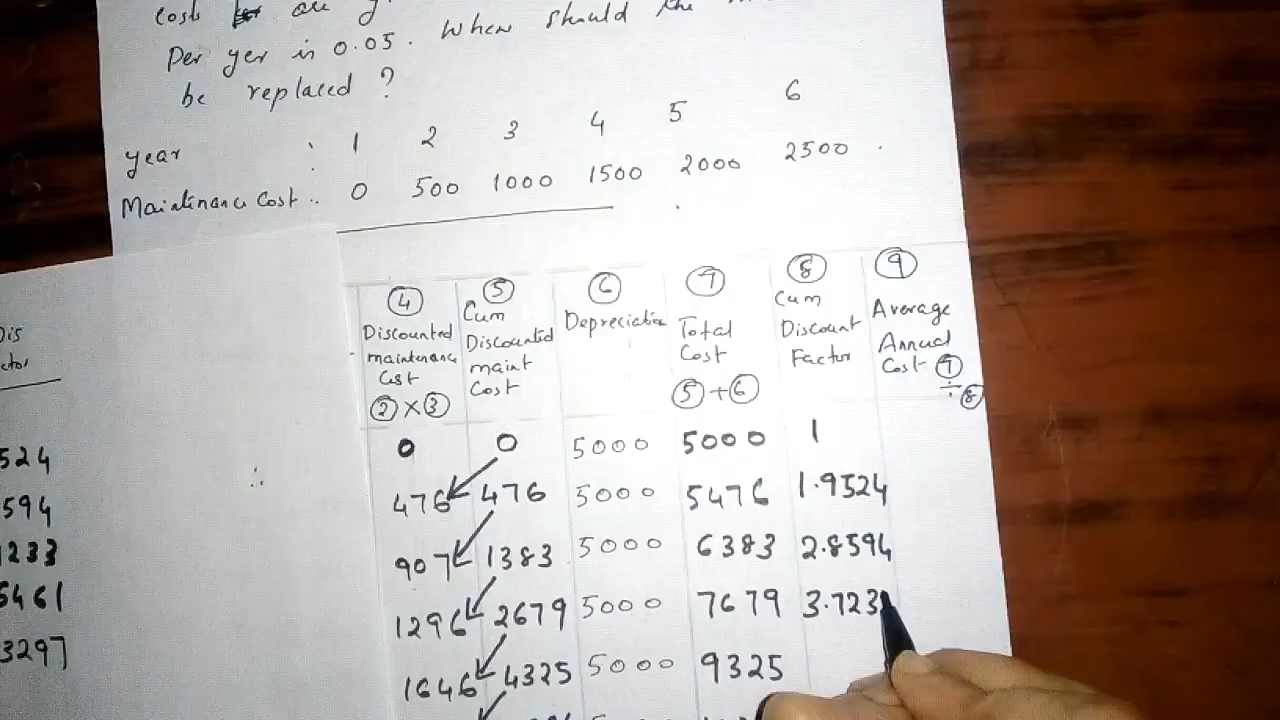 cost are
Per yer is 0.05. When should the
be replaced ?
year : 1 2 3 4 5 6
Maintinance Cost : 0 500 1000 1500 2000 2500
④ ⑤ ⑥ ⑦ ⑧ ⑨
Discounted maintenance Cost ② × ③
Cum Discounted maint Cost
Depreciation
Total Cost ⑤ + ⑥
Cum Discount Factor
Average Annual Cost ⑦ ÷ ⑧
0 0 5000 5000 1
524 476 476 5000 5476 1.9524
594 907 1383 5000 6383 2.8594
233 1296 2679 5000 7679 3.723
5461 1646 4325 5000 9325
3297